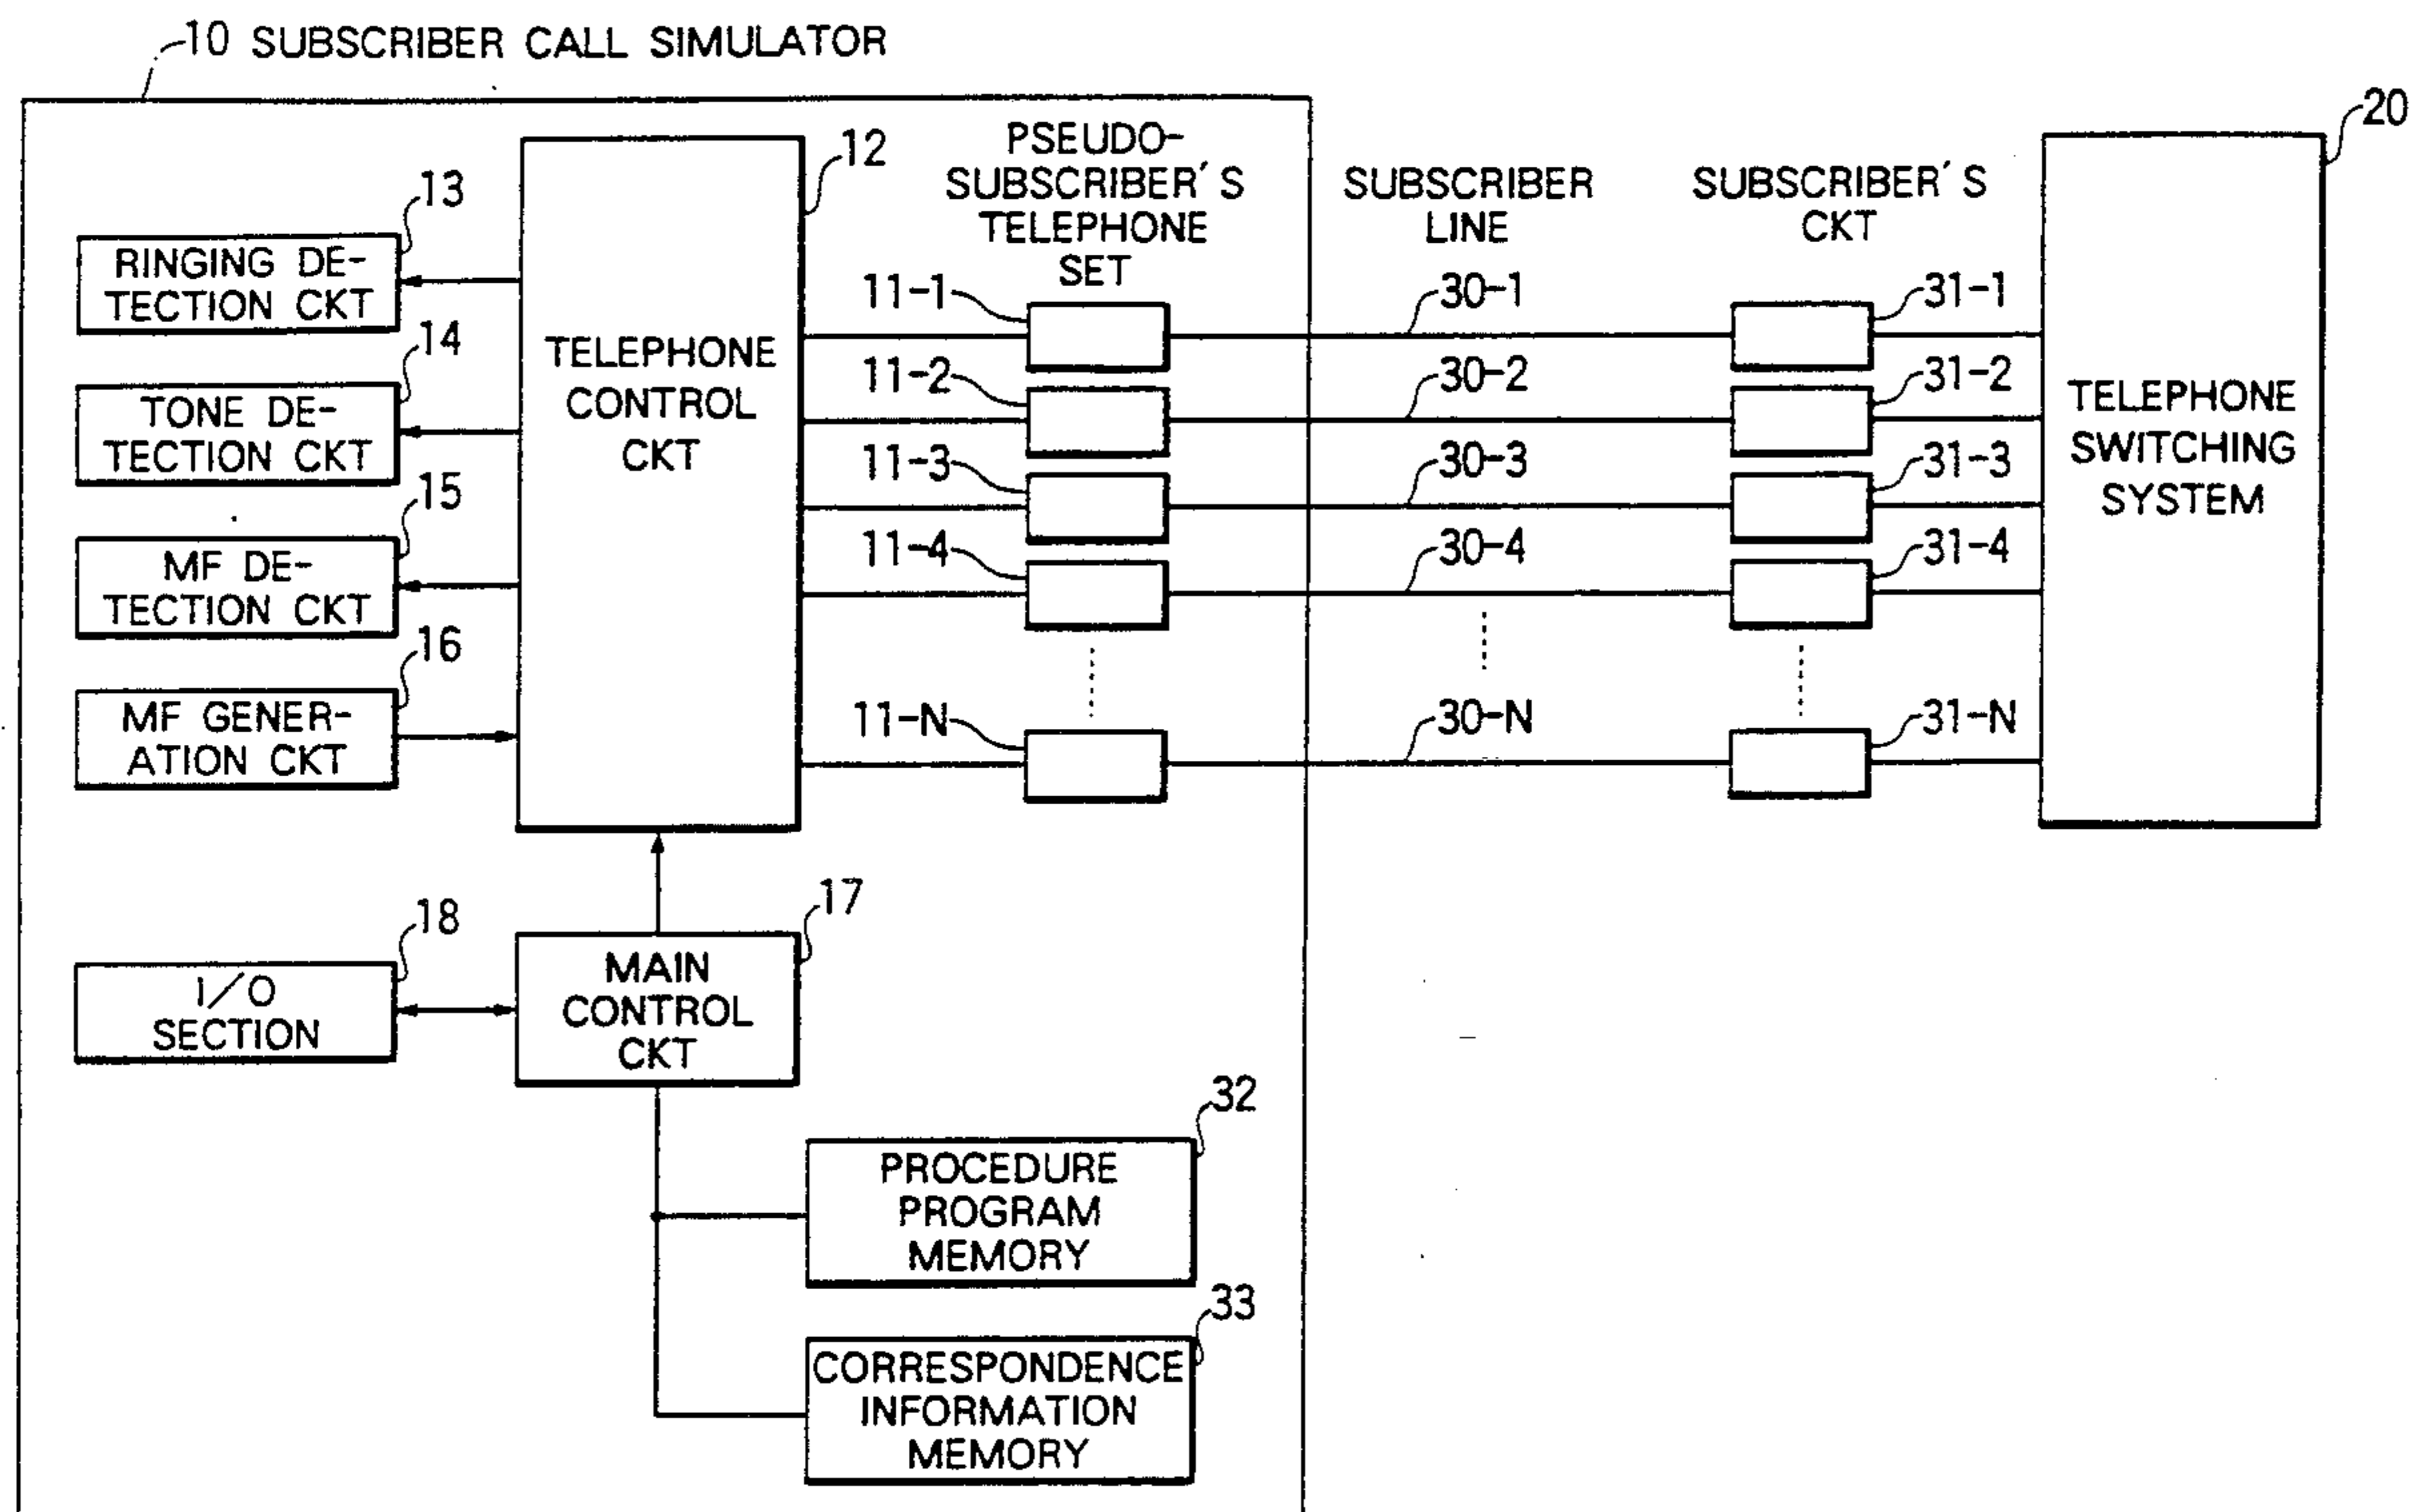 10 SUBSCRIBER CALL SIMULATOR
20
12
PSEUDO-
SUBSCRIBER'S
TELEPHONE
SET
SUBSCRIBER
LINE
SUBSCRIBER'S
CKT
13
RINGING DE-
TECTION CKT
14
TONE DE-
TECTION CKT
15
MF DE-
TECTION CKT
16
MF GENER-
ATION CKT
TELEPHONE
CONTROL
CKT
11-1
30-1
31-1
11-2
30-2
31-2
11-3
30-3
31-3
11-4
30-4
31-4
11-N
30-N
31-N
TELEPHONE
SWITCHING
SYSTEM
18
I/O
SECTION
17
MAIN
CONTROL
CKT
32
PROCEDURE
PROGRAM
MEMORY
33
CORRESPONDENCE
INFORMATION
MEMORY